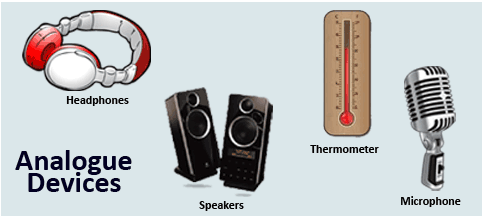 Headphones
Thermometer
Analogue
Devices
Speakers
Microphone